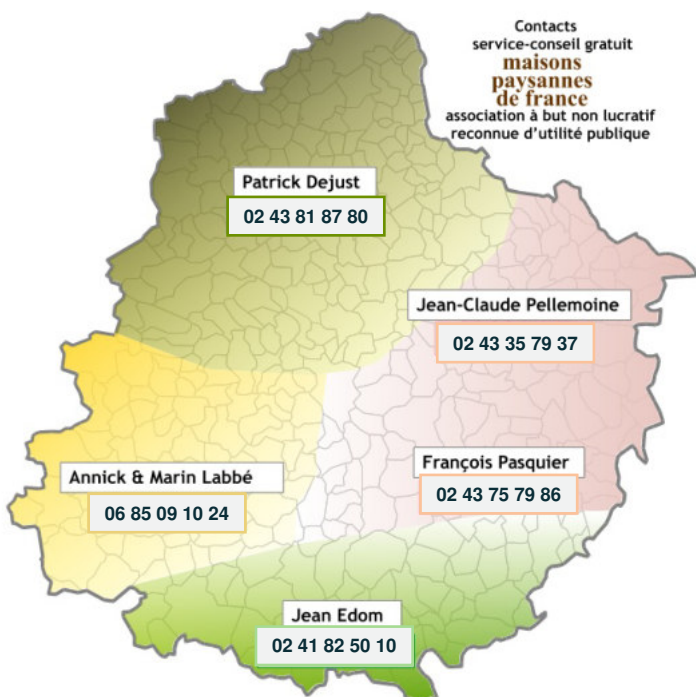 Contacts
service-conseil gratuit
maisons
paysannes
de france
association à but non lucratif
reconnue d'utilité publique
Patrick Dejust
02 43 81 87 80
Jean-Claude Pellemoine
02 43 35 79 37
François Pasquier
02 43 75 79 86
Annick & Marin Labbé
06 85 09 10 24
Jean Edom
02 41 82 50 10